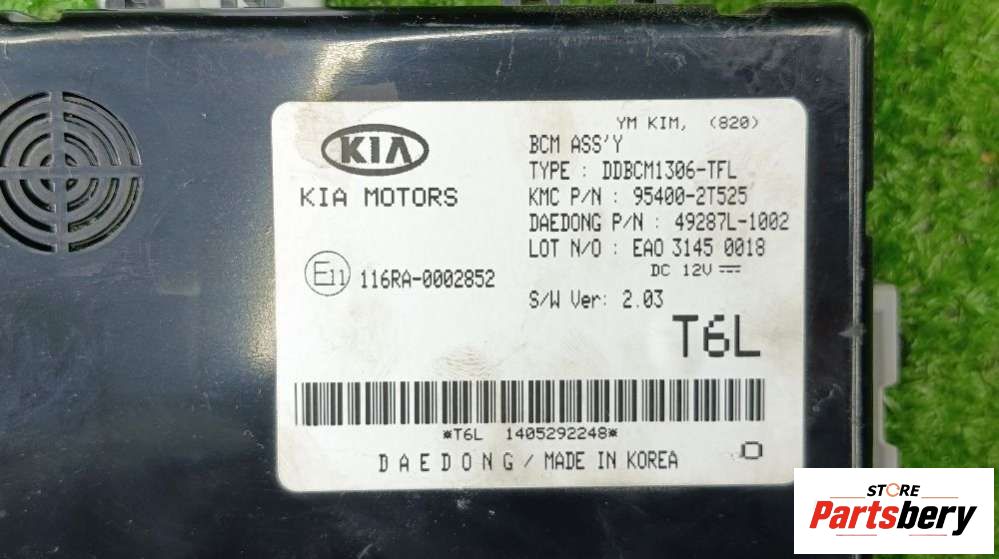 YM KIM, (820)
KIA
KIA MOTORS
BCM ASS'Y
TYPE : DDBCM1306-TFL
KMC P/N : 95400-2T525
DAEDONG P/N : 49287L-1002
LOT N/O : EAO 3145 0018
DC 12V
E11 116RA-0002852
S/W Ver: 2.03
T6L
*T6L 1405292248*
DAEDONG / MADE IN KOREA
O
STORE
Partsbery